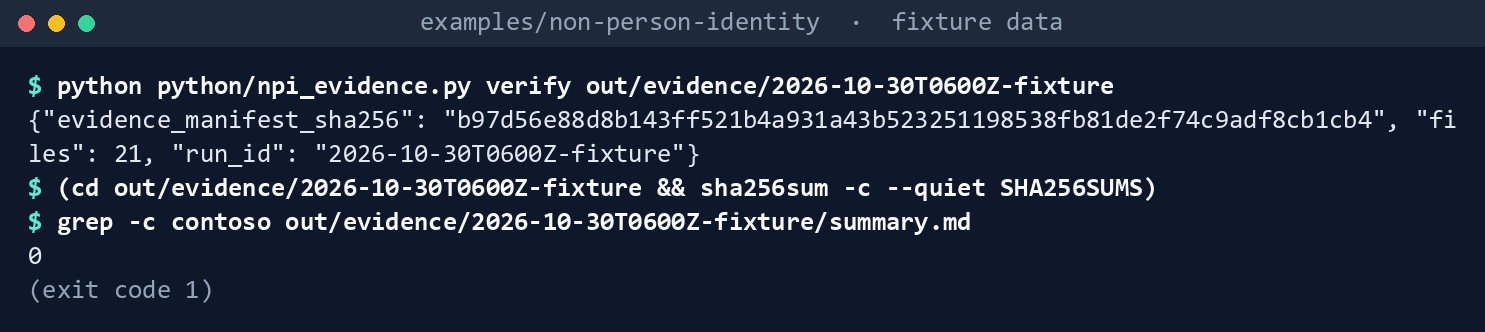 examples/non-person-identity · fixture data
$ python python/npi_evidence.py verify out/evidence/2026-10-30T0600Z-fixture
{"evidence_manifest_sha256": "b97d56e88d8b143ff521b4a931a43b523251198538fb81de2f74c9adf8cb1cb4", "fi
les": 21, "run_id": "2026-10-30T0600Z-fixture"}
$ (cd out/evidence/2026-10-30T0600Z-fixture && sha256sum -c --quiet SHA256SUMS)
$ grep -c contoso out/evidence/2026-10-30T0600Z-fixture/summary.md
0
(exit code 1)